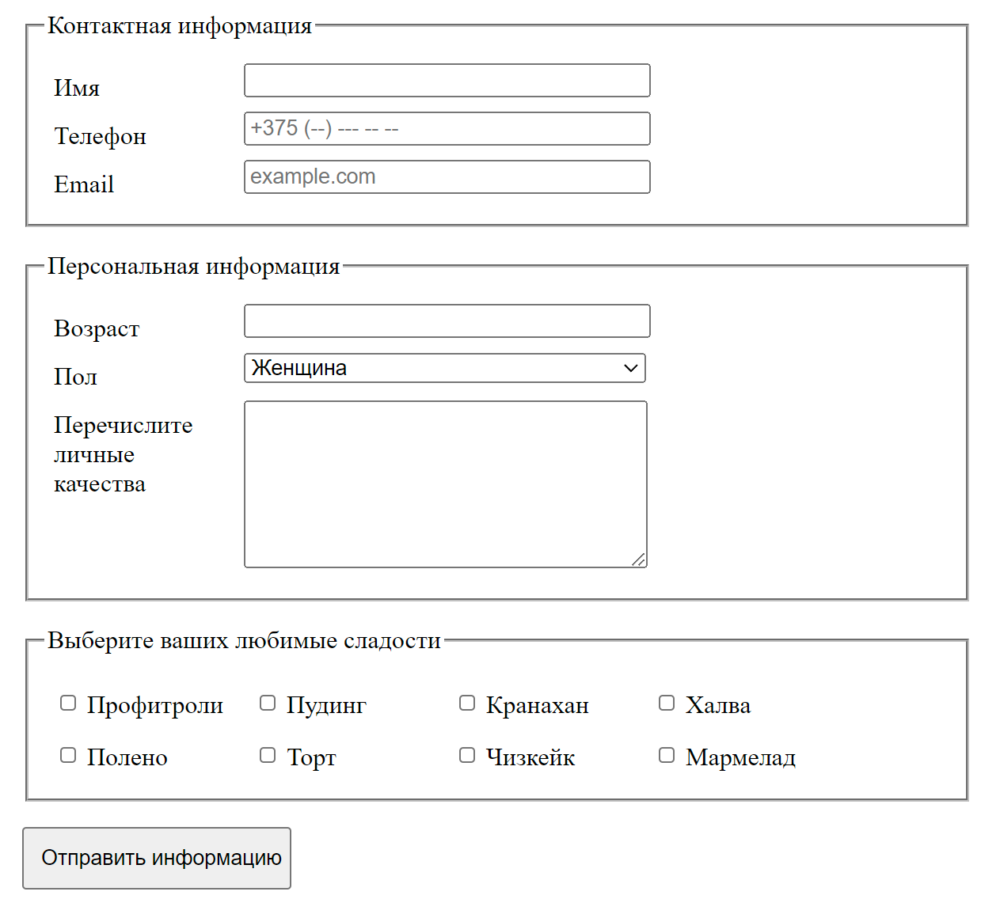 Контактная информация
Имя
Телефон +375 (--) --- -- --
Email example.com
Персональная информация
Возраст
Пол Женщина
Перечислите
личные
качества
Выберите ваших любимые сладости
Профитроли Пудинг Кранахан Халва
Полено Торт Чизкейк Мармелад
Отправить информацию